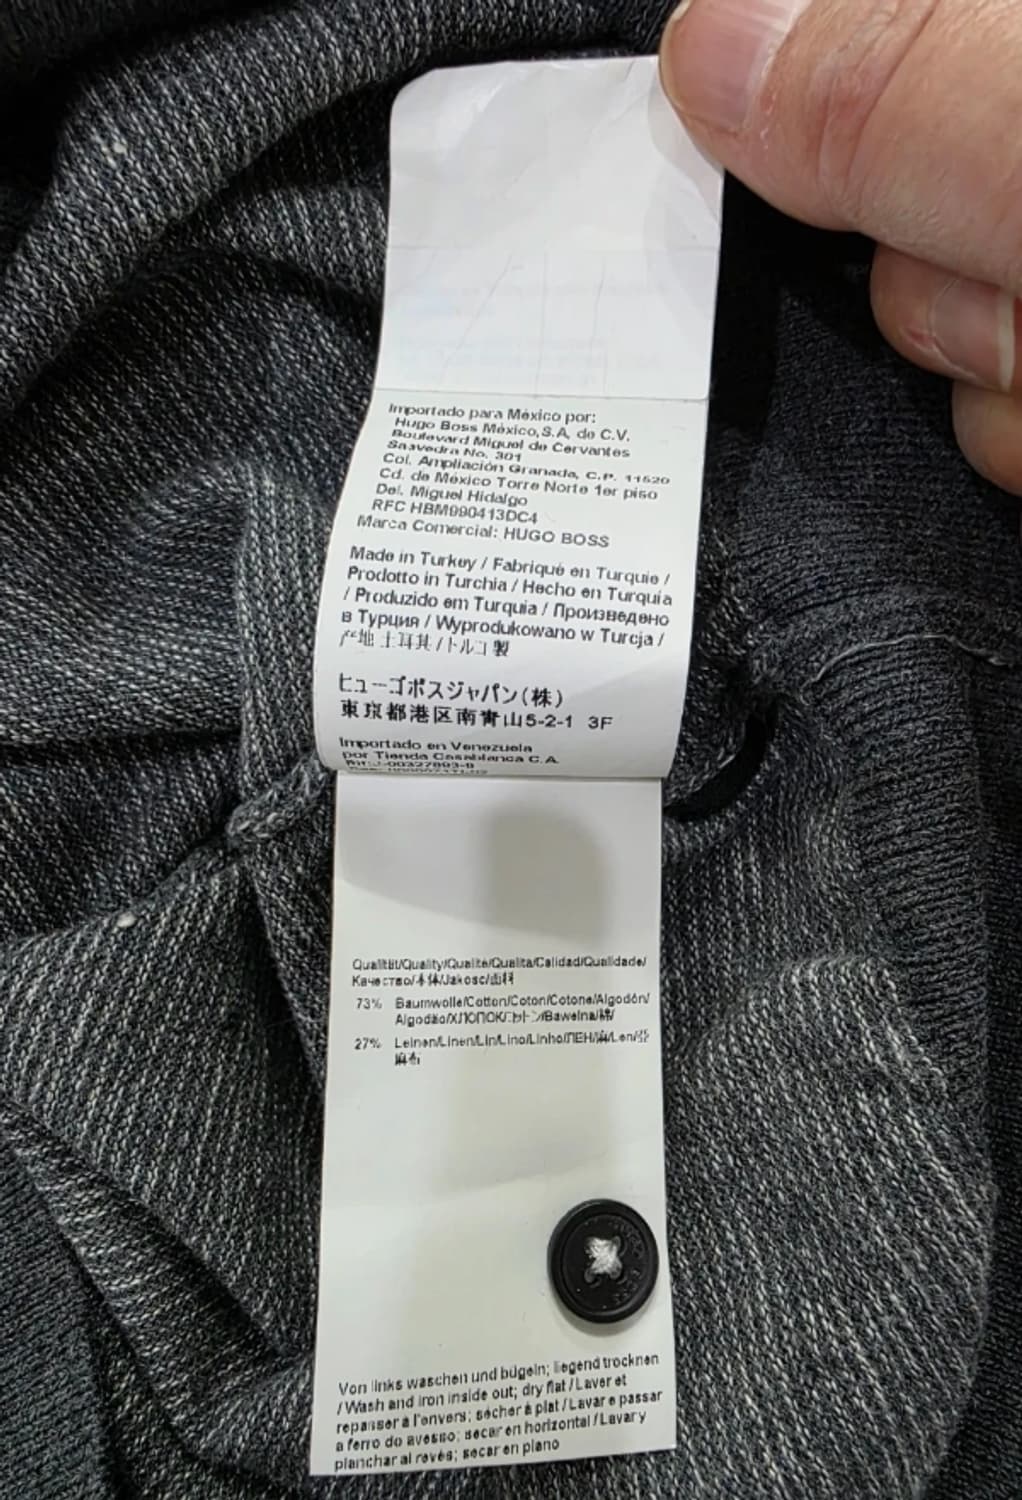 Importado para México por:
Hugo Boss México,S.A. de C.V.
Boulevard Miguel de Cervantes
Saavedra No. 301
Col. Ampliación Granada, C.P. 11520
Cd. de México Torre Norte 1er piso
Del. Miguel Hidalgo
RFC HBM990413DC4
Marca Comercial: HUGO BOSS
Made in Turkey / Fabriqué en Turquie /
Prodotto in Turchia / Hecho en Turquía
/ Produzido em Turquia / Произведено
в Турция / Wyprodukowano w Turcja /
产地 土耳其 / トルコ製
ヒューゴボスジャパン(株)
東京都港区南青山5-2-1 3F
Importado en Venezuela
por Tienda Casablanca C.A.
Qualität/Quality/Qualité/Qualità/Calidad/Qualidade/
Качество/本体/Jakosc/面料
73% Baumwolle/Cotton/Coton/Cotone/Algodón/
Algodão/ХЛОПОК/コットン/Bawelna/棉/
27% Leinen/Linen/Lin/Lino/Linho/ЛЕН/麻/Len/亞
麻布
Von links waschen und bügeln; liegend trocknen
/ Wash and iron inside out; dry flat / Laver et
repasser à l'envers; sécher à plat / Lavar e passar
a ferro do avesso; secar en horizontal / Lavar y
planchar al revés; secar en plano